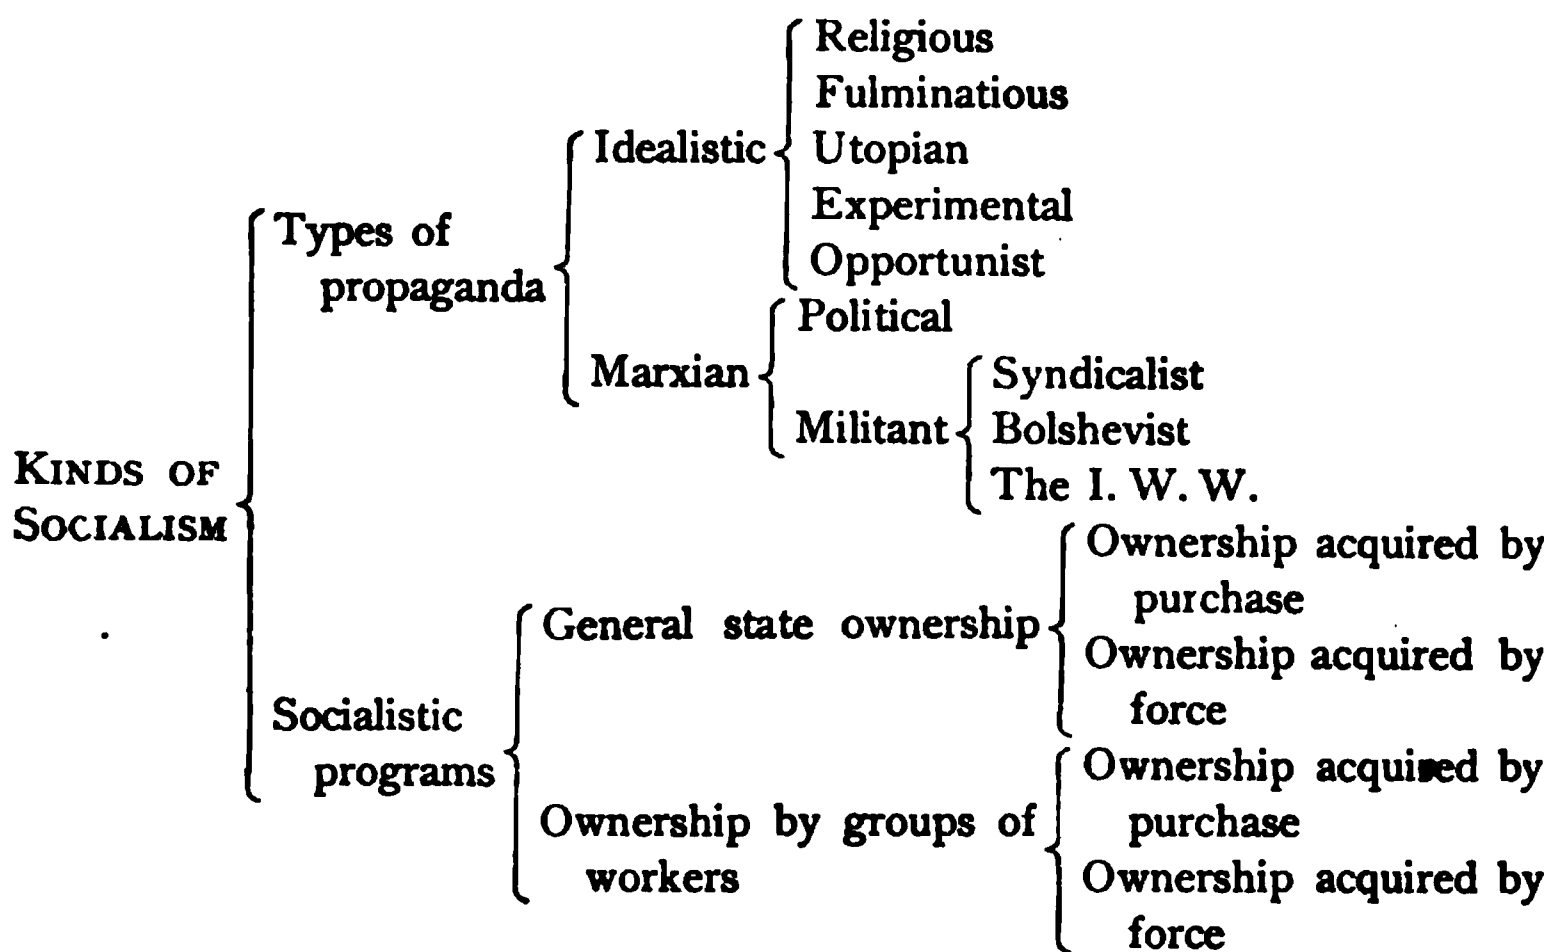 Religious
Fulminatious
Idealistic
Utopian
Experimental
Types of
propaganda
Opportunist
Political
Marxian
Syndicalist
Militant
Bolshevist
The I. W. W.
KINDS OF
SOCIALISM
Ownership acquired by
purchase
General state ownership
Ownership acquired by
force
Socialistic
programs
Ownership acquired by
purchase
Ownership by groups of
workers
Ownership acquired by
force